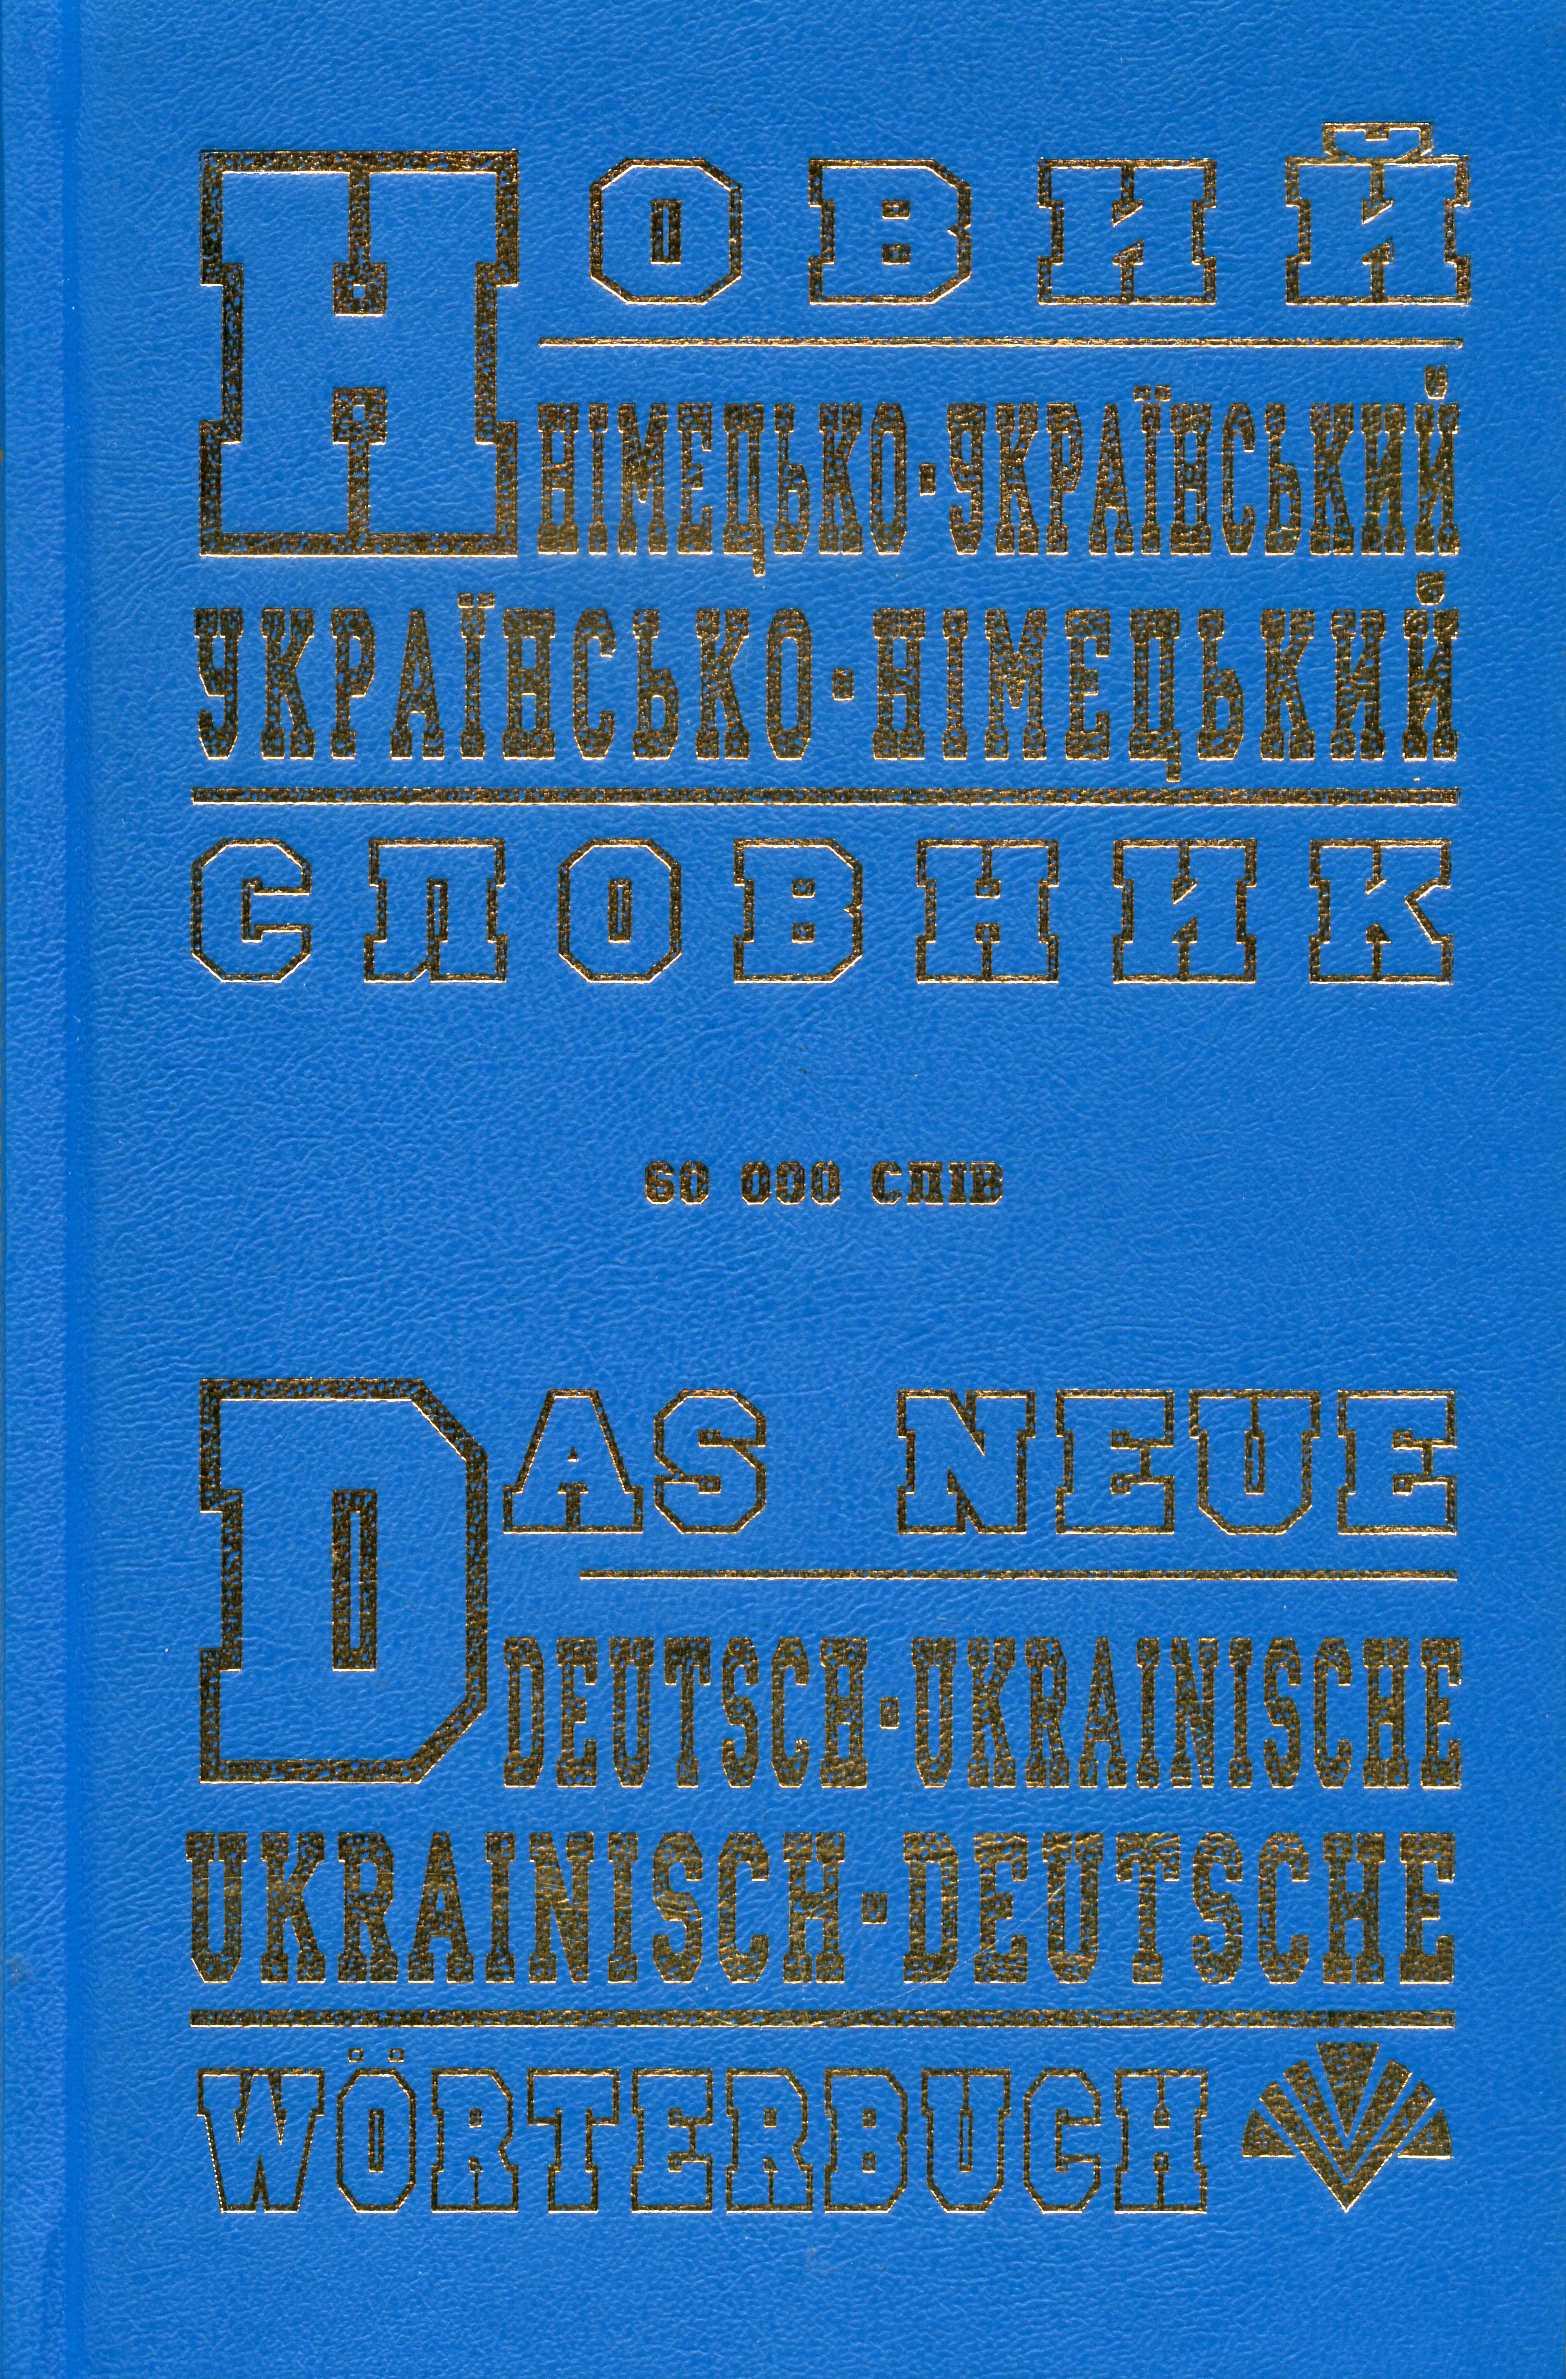 НОВИЙ
НІМЕЦЬКО-УКРАЇНСЬКИЙ
УКРАЇНСЬКО-НІМЕЦЬКИЙ
СЛОВНИК
60 000 СЛІВ
DAS NEUE
DEUTSCH-UKRAINISCHE
UKRAINISCH-DEUTSCHE
WÖRTERBUCH